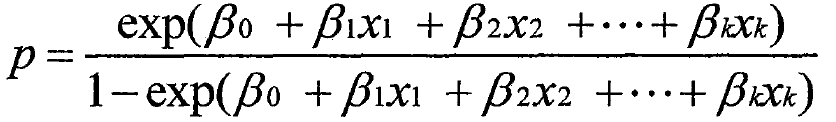 p = exp(β0 + β1x1 + β2x2 +···+ βkxk) / 1−exp(β0 + β1x1 + β2x2 +···+ βkxk)